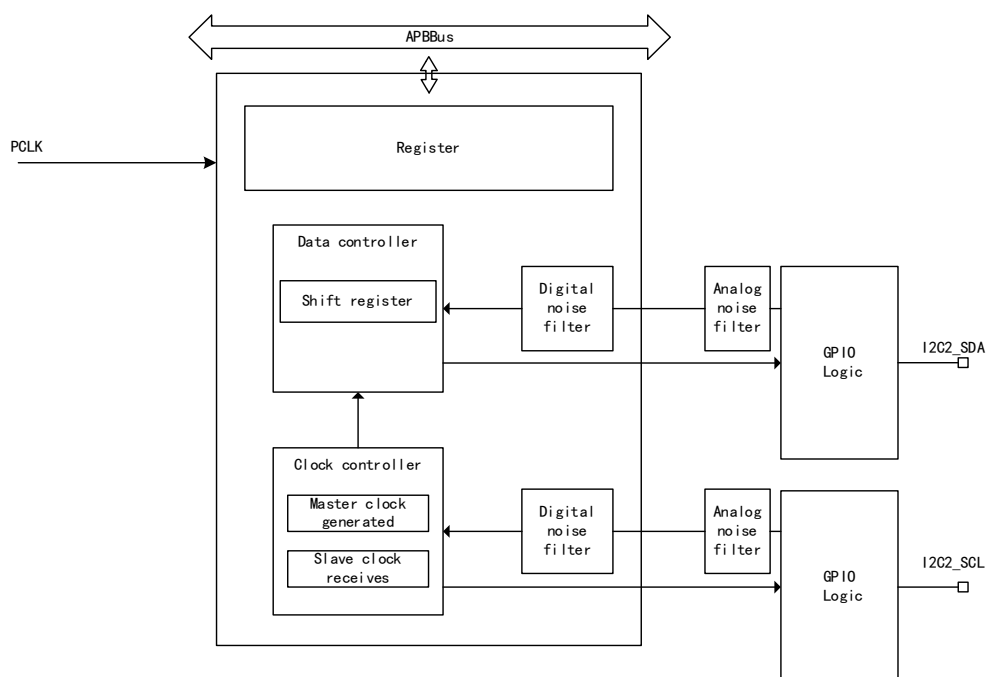 APBBus
PCLK
Register
Data controller
Shift register
Digital
noise
filter
Analog
noise
filter
GPIO
Logic
I2C2_SDA
Clock controller
Master clock
generated
Slave clock
receives
Digital
noise
filter
Analog
noise
filter
GPIO
Logic
I2C2_SCL